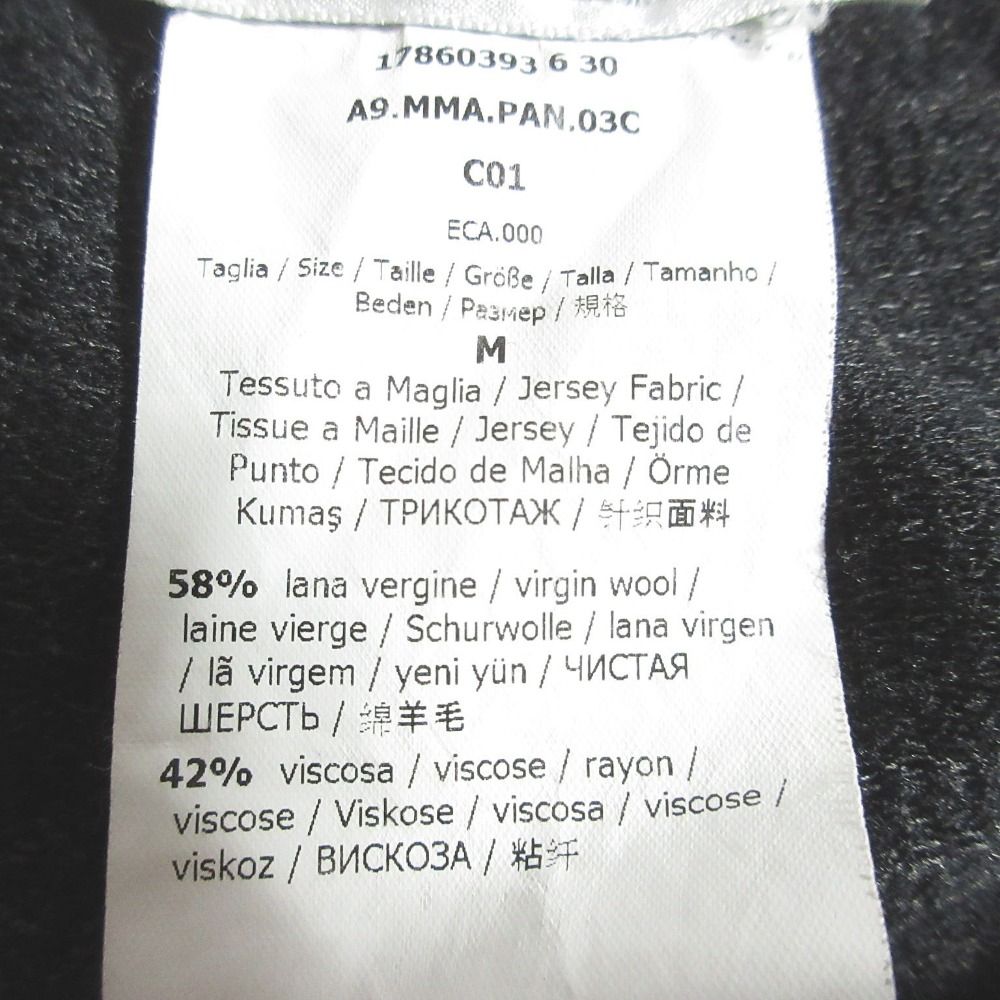 17860393 6 30
A9.MMA.PAN.03C
C01
ECA.000
Taglia / Size / Taille / Größe / Talla / Tamanho /
Beden / Размер / 規格
M
Tessuto a Maglia / Jersey Fabric /
Tissue a Maille / Jersey / Tejido de
Punto / Tecido de Malha / Örme
Kumaş / ТРИКОТАЖ / 针织面料
58% lana vergine / virgin wool /
laine vierge / Schurwolle / lana virgen
/ lã virgem / yeni yün / ЧИСТАЯ
ШЕРСТЬ / 绵羊毛
42% viscosa / viscose / rayon /
viscose / Viskose / viscosa / viscose /
viskoz / ВИСКОЗА / 粘纤